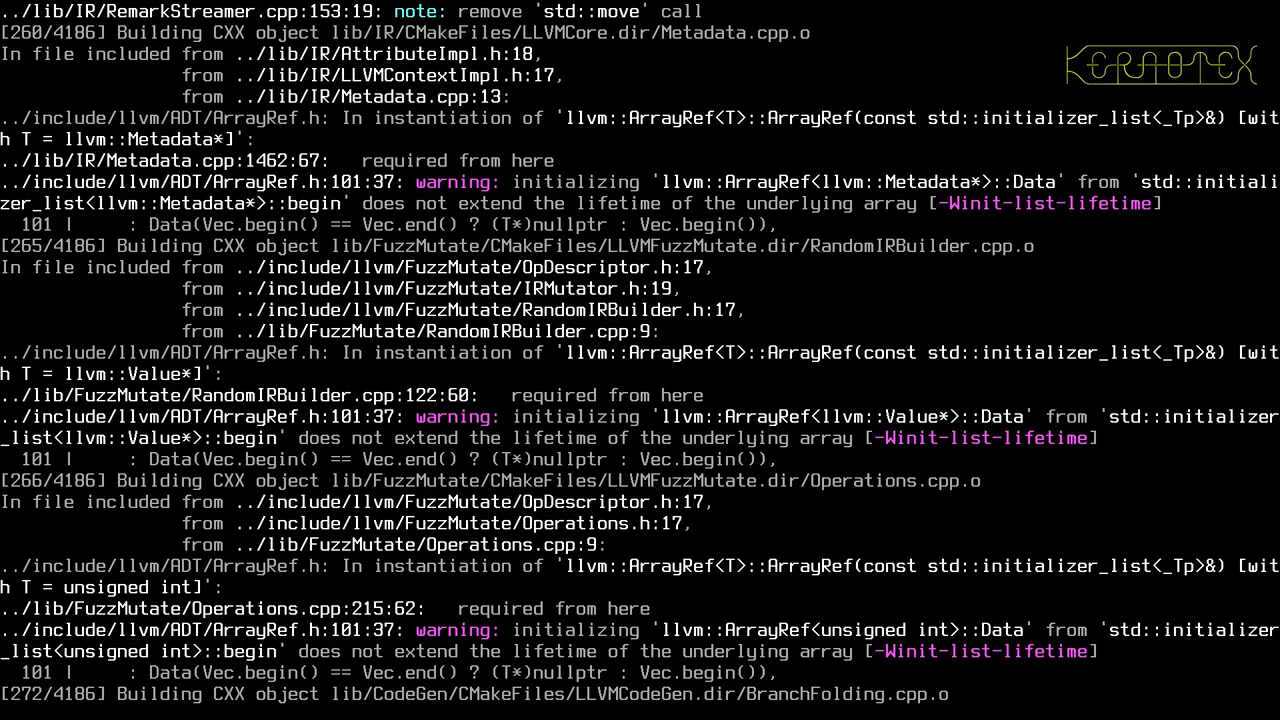 ../lib/IR/RemarkStreamer.cpp:153:19: note: remove 'std::move' call
[260/4186] Building CXX object lib/IR/CMakeFiles/LLVMCore.dir/Metadata.cpp.o
In file included from ../lib/IR/AttributeImpl.h:18,
                 from ../lib/IR/LLVMContextImpl.h:17,
                 from ../lib/IR/Metadata.cpp:13:
../include/llvm/ADT/ArrayRef.h: In instantiation of 'llvm::ArrayRef<T>::ArrayRef(const std::initializer_list<_Tp>&) [wit
h T = llvm::Metadata*]':
../lib/IR/Metadata.cpp:1462:67:   required from here
../include/llvm/ADT/ArrayRef.h:101:37: warning: initializing 'llvm::ArrayRef<llvm::Metadata*>::Data' from 'std::initiali
zer_list<llvm::Metadata*>::begin' does not extend the lifetime of the underlying array [-Winit-list-lifetime]
  101 |     : Data(Vec.begin() == Vec.end() ? (T*)nullptr : Vec.begin()),
[265/4186] Building CXX object lib/FuzzMutate/CMakeFiles/LLVMFuzzMutate.dir/RandomIRBuilder.cpp.o
In file included from ../include/llvm/FuzzMutate/OpDescriptor.h:17,
                 from ../include/llvm/FuzzMutate/IRMutator.h:19,
                 from ../include/llvm/FuzzMutate/RandomIRBuilder.h:17,
                 from ../lib/FuzzMutate/RandomIRBuilder.cpp:9:
../include/llvm/ADT/ArrayRef.h: In instantiation of 'llvm::ArrayRef<T>::ArrayRef(const std::initializer_list<_Tp>&) [wit
h T = llvm::Value*]':
../lib/FuzzMutate/RandomIRBuilder.cpp:122:60:   required from here
../include/llvm/ADT/ArrayRef.h:101:37: warning: initializing 'llvm::ArrayRef<llvm::Value*>::Data' from 'std::initializer
_list<llvm::Value*>::begin' does not extend the lifetime of the underlying array [-Winit-list-lifetime]
  101 |     : Data(Vec.begin() == Vec.end() ? (T*)nullptr : Vec.begin()),
[266/4186] Building CXX object lib/FuzzMutate/CMakeFiles/LLVMFuzzMutate.dir/Operations.cpp.o
In file included from ../include/llvm/FuzzMutate/OpDescriptor.h:17,
                 from ../include/llvm/FuzzMutate/Operations.h:17,
                 from ../lib/FuzzMutate/Operations.cpp:9:
../include/llvm/ADT/ArrayRef.h: In instantiation of 'llvm::ArrayRef<T>::ArrayRef(const std::initializer_list<_Tp>&) [wit
h T = unsigned int]':
../lib/FuzzMutate/Operations.cpp:215:62:   required from here
../include/llvm/ADT/ArrayRef.h:101:37: warning: initializing 'llvm::ArrayRef<unsigned int>::Data' from 'std::initializer
_list<unsigned int>::begin' does not extend the lifetime of the underlying array [-Winit-list-lifetime]
  101 |     : Data(Vec.begin() == Vec.end() ? (T*)nullptr : Vec.begin()),
[272/4186] Building CXX object lib/CodeGen/CMakeFiles/LLVMCodeGen.dir/BranchFolding.cpp.o